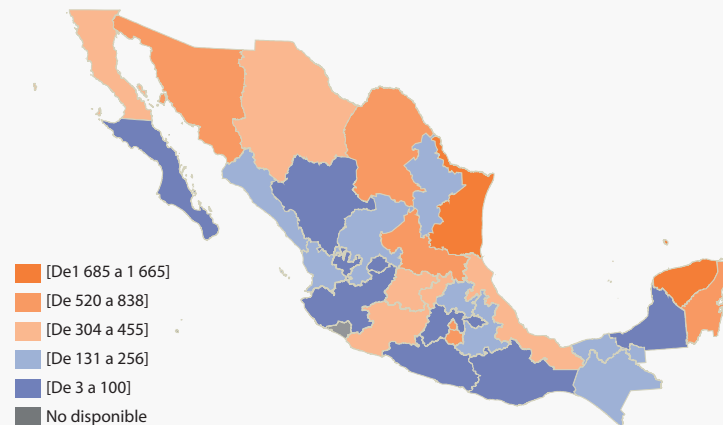 [De1 685 a 1 665]
[De 520 a 838]
[De 304 a 455]
[De 131 a 256]
[De 3 a 100]
No disponible